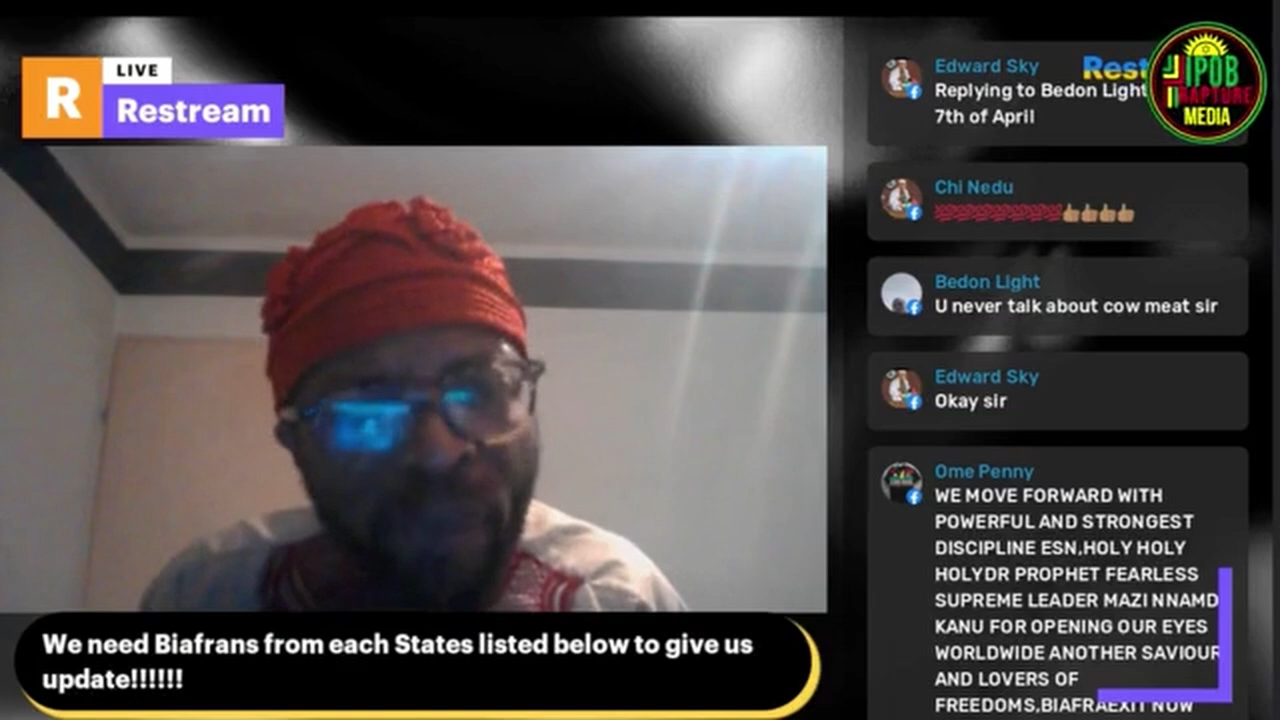 R
LIVE
Restream
We need Biafrans from each States listed below to give us
update!!!!!!
Edward Sky
Replying to Bedon Light
7th of April
Rest
IPOB
RAPTURE
MEDIA
Chi Nedu
Bedon Light
U never talk about cow meat sir
Edward Sky
Okay sir
Ome Penny
WE MOVE FORWARD WITH
POWERFUL AND STRONGEST
DISCIPLINE ESN,HOLY HOLY
HOLYDR PROPHET FEARLESS
SUPREME LEADER MAZI NNAMD
KANU FOR OPENING OUR EYES
WORLDWIDE ANOTHER SAVIOUR
AND LOVERS OF
FREEDOMS,BIAFRAEXIT NOW